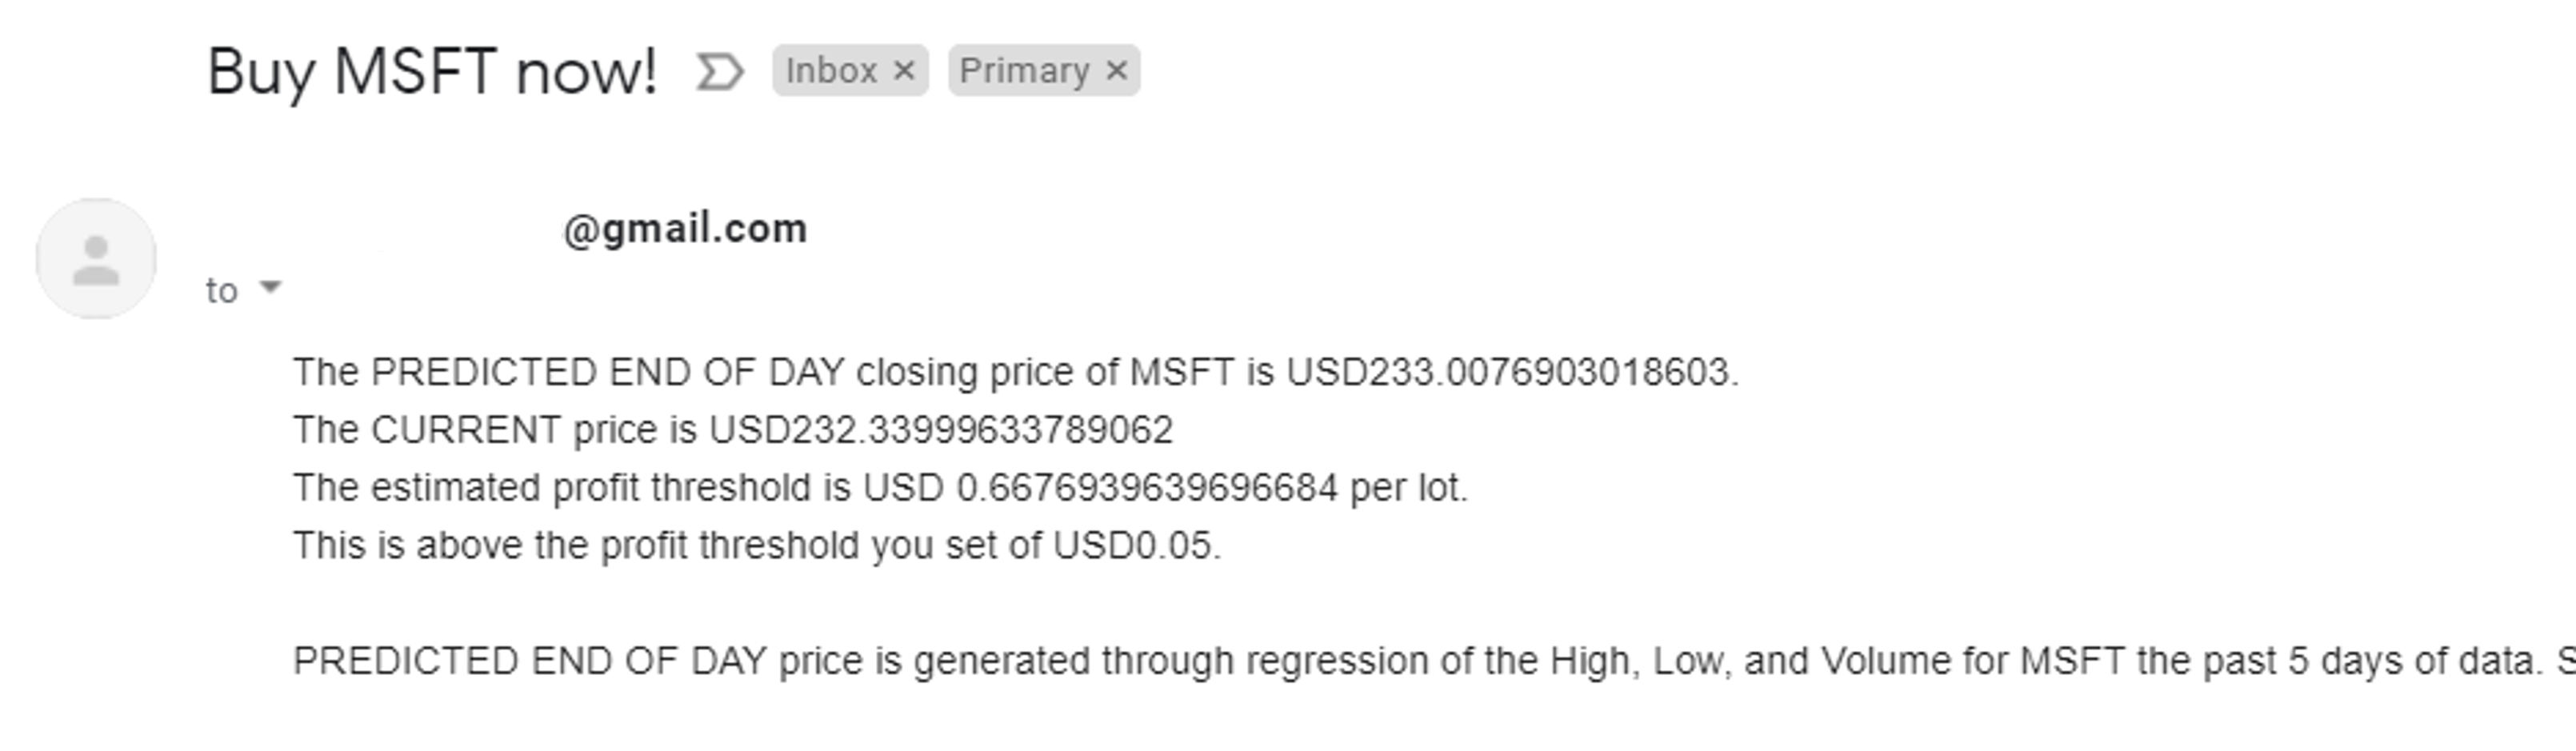 Buy MSFT now! Inbox × Primary ×
@gmail.com
to
The PREDICTED END OF DAY closing price of MSFT is USD233.0076903018603.
The CURRENT price is USD232.33999633789062
The estimated profit threshold is USD 0.6676939639696684 per lot.
This is above the profit threshold you set of USD0.05.
PREDICTED END OF DAY price is generated through regression of the High, Low, and Volume for MSFT the past 5 days of data. S